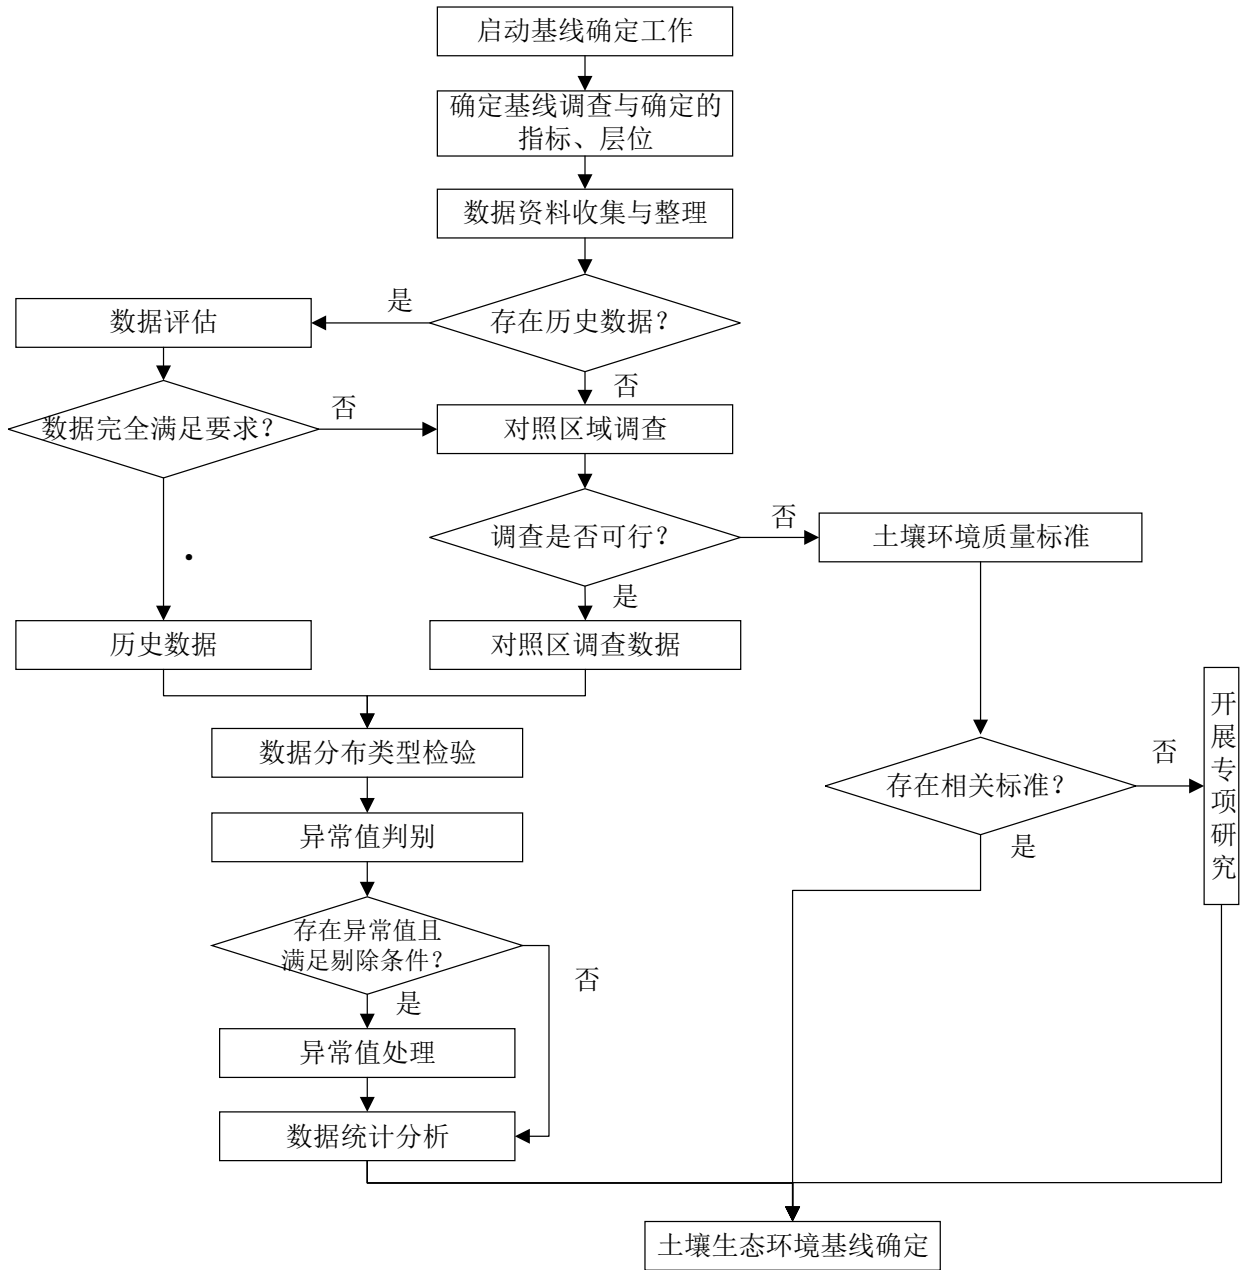 启动基线确定工作
确定基线调查与确定的
指标、层位
数据资料收集与整理
是
数据评估
存在历史数据？
否
数据完全满足要求？
否
对照区域调查
调查是否可行？
否
土壤环境质量标准
是
历史数据
对照区调查数据
数据分布类型检验
异常值判别
存在相关标准？
否
开
展
专
项
研
究
是
存在异常值且
满足剔除条件？
否
是
异常值处理
数据统计分析
土壤生态环境基线确定